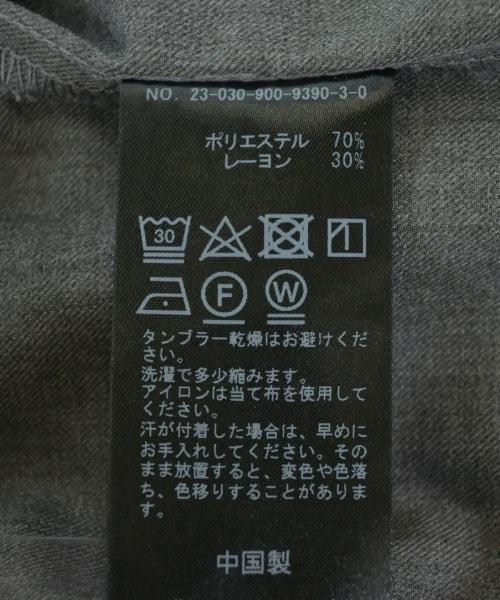 NO. 23-030-900-9390-3-0
ポリエステル 70%
レーヨン 30%
30
F W
タンブラー乾燥はお避けくだ
さい。
洗濯で多少縮みます。
アイロンは当て布を使用して
ください。
汗が付着した場合は、早めに
お手入れしてください。その
まま放置すると、変色や色落
ち、色移りすることがありま
す。
中国製